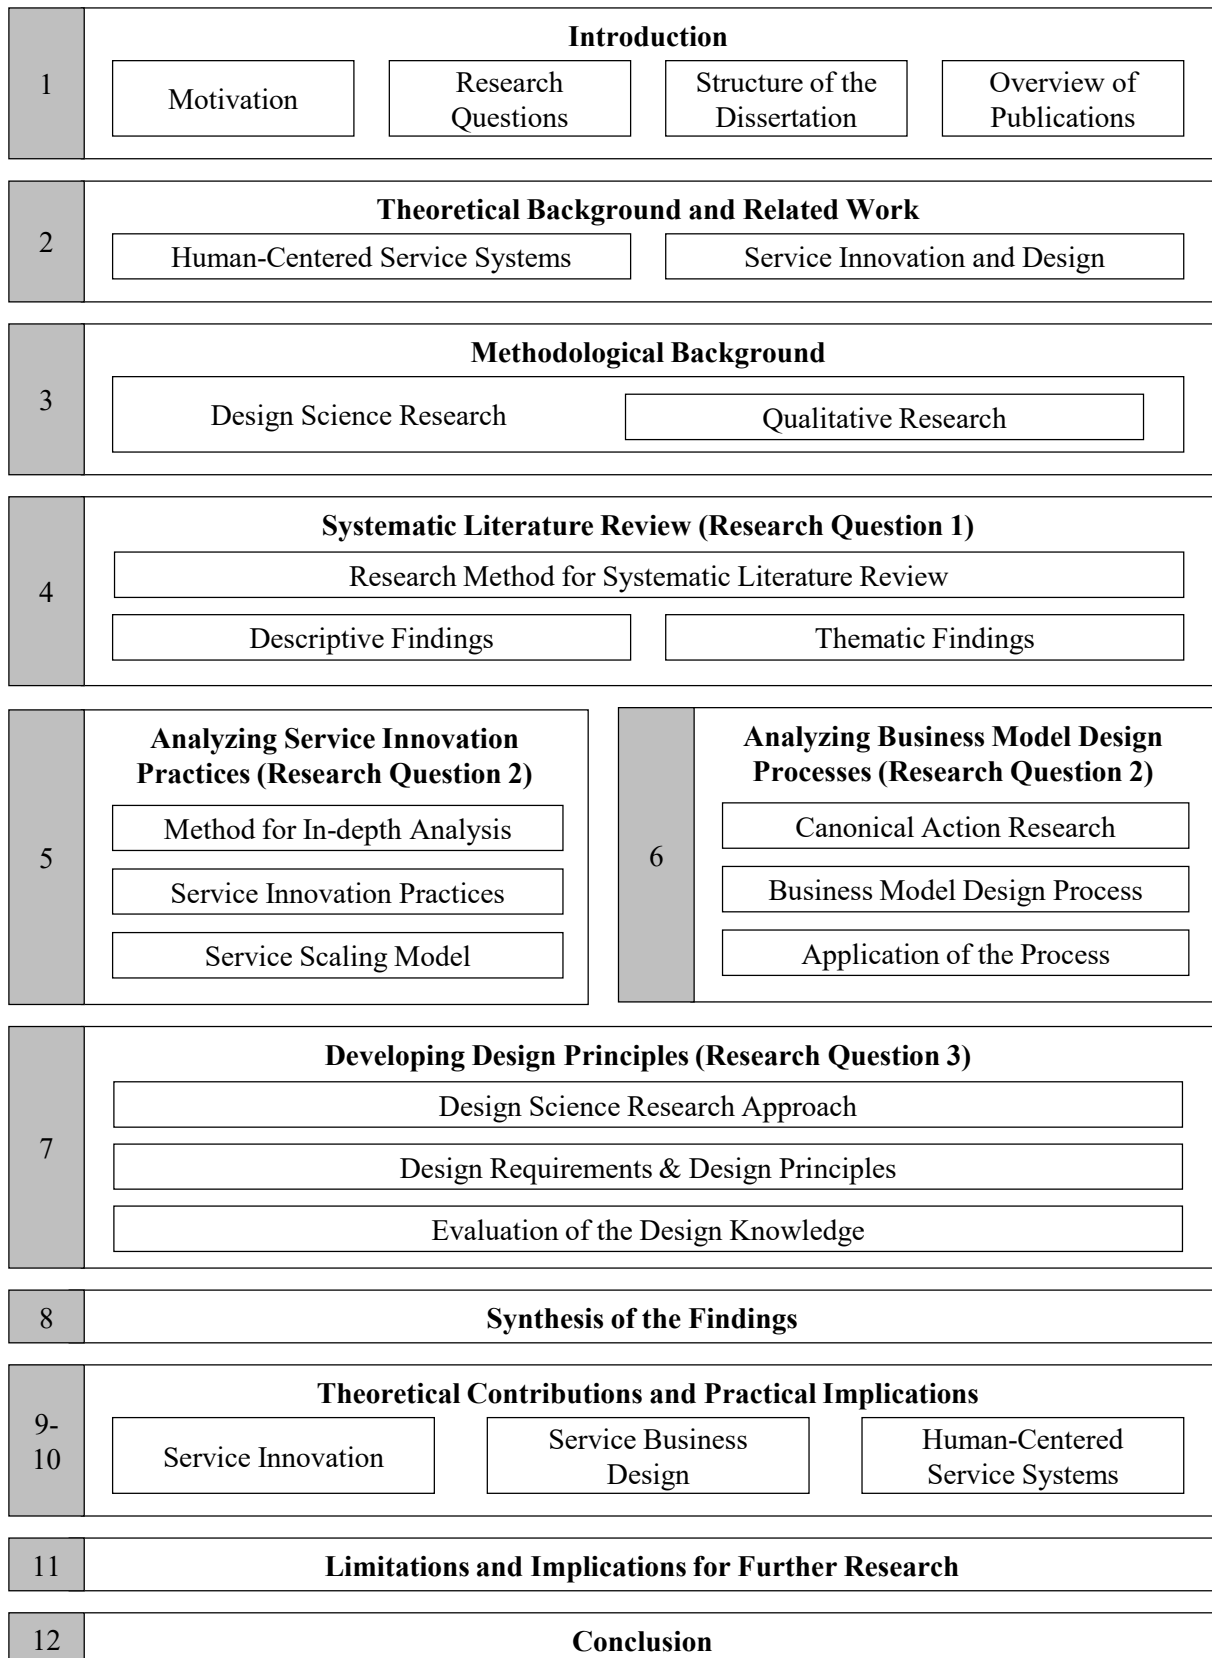 1
Introduction
Motivation
Research
Questions
Structure of the
Dissertation
Overview of
Publications
2
Theoretical Background and Related Work
Human-Centered Service Systems
Service Innovation and Design
3
Methodological Background
Design Science Research
Qualitative Research
4
Systematic Literature Review (Research Question 1)
Research Method for Systematic Literature Review
Descriptive Findings
Thematic Findings
5
Analyzing Service Innovation
Practices (Research Question 2)
Method for In-depth Analysis
Service Innovation Practices
Service Scaling Model
6
Analyzing Business Model Design
Processes (Research Question 2)
Canonical Action Research
Business Model Design Process
Application of the Process
7
Developing Design Principles (Research Question 3)
Design Science Research Approach
Design Requirements & Design Principles
Evaluation of the Design Knowledge
8
Synthesis of the Findings
9-
10
Theoretical Contributions and Practical Implications
Service Innovation
Service Business
Design
Human-Centered
Service Systems
11
Limitations and Implications for Further Research
12
Conclusion